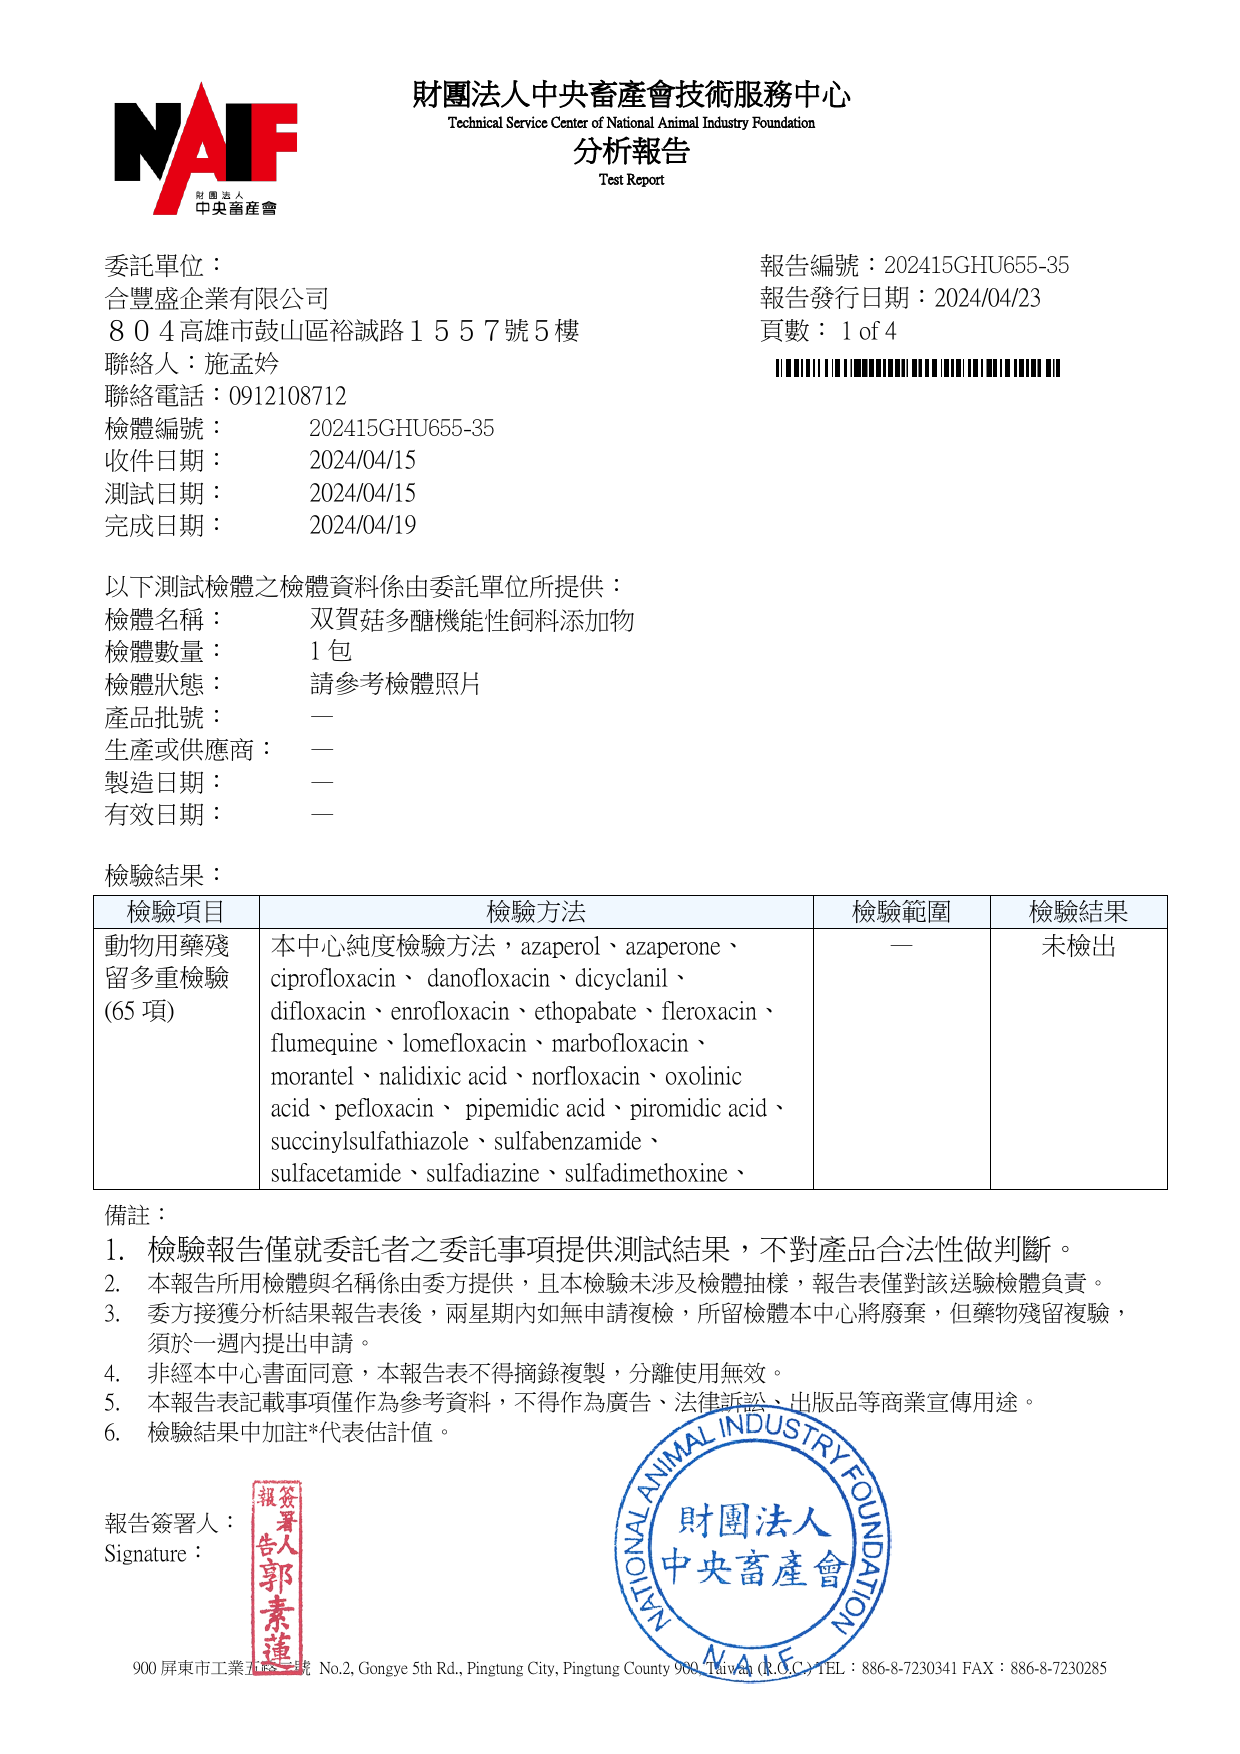 財團法人中央畜產會技術服務中心
Technical Service Center of National Animal Industry Foundation
分析報告
Test Report
NAIF
財團法人
中央畜産會
委託單位：
合豐盛企業有限公司
８０４高雄市鼓山區裕誠路１５５７號５樓
聯絡人：施孟妗
聯絡電話：0912108712
檢體編號： 202415GHU655-35
收件日期： 2024/04/15
測試日期： 2024/04/15
完成日期： 2024/04/19
報告編號：202415GHU655-35
報告發行日期：2024/04/23
頁數： 1 of 4
以下測試檢體之檢體資料係由委託單位所提供：
檢體名稱： 双賀菇多醣機能性飼料添加物
檢體數量： 1 包
檢體狀態： 請參考檢體照片
產品批號： —
生產或供應商： —
製造日期： —
有效日期： —
檢驗結果：
檢驗項目 檢驗方法 檢驗範圍 檢驗結果
動物用藥殘 本中心純度檢驗方法，azaperol、azaperone、 — 未檢出
留多重檢驗 ciprofloxacin、 danofloxacin、dicyclanil、
(65 項) difloxacin、enrofloxacin、ethopabate、fleroxacin、
flumequine、lomefloxacin、marbofloxacin、
morantel、nalidixic acid、norfloxacin、oxolinic
acid、pefloxacin、 pipemidic acid、piromidic acid、
succinylsulfathiazole、sulfabenzamide、
sulfacetamide、sulfadiazine、sulfadimethoxine、
備註：
1. 檢驗報告僅就委託者之委託事項提供測試結果，不對產品合法性做判斷。
2. 本報告所用檢體與名稱係由委方提供，且本檢驗未涉及檢體抽樣，報告表僅對該送驗檢體負責。
3. 委方接獲分析結果報告表後，兩星期內如無申請複檢，所留檢體本中心將廢棄，但藥物殘留複驗，
須於一週內提出申請。
4. 非經本中心書面同意，本報告表不得摘錄複製，分離使用無效。
5. 本報告表記載事項僅作為參考資料，不得作為廣告、法律訴訟、出版品等商業宣傳用途。
6. 檢驗結果中加註*代表估計值。
報告簽署人：
Signature：
報告簽署人
郭素蓮
NATIONAL ANIMAL INDUSTRY FOUNDATION
財團法人
中央畜產會
NAIF
900 屏東市工業五路二號 No.2, Gongye 5th Rd., Pingtung City, Pingtung County 900, Taiwan (R.O.C.) TEL：886-8-7230341 FAX：886-8-7230285